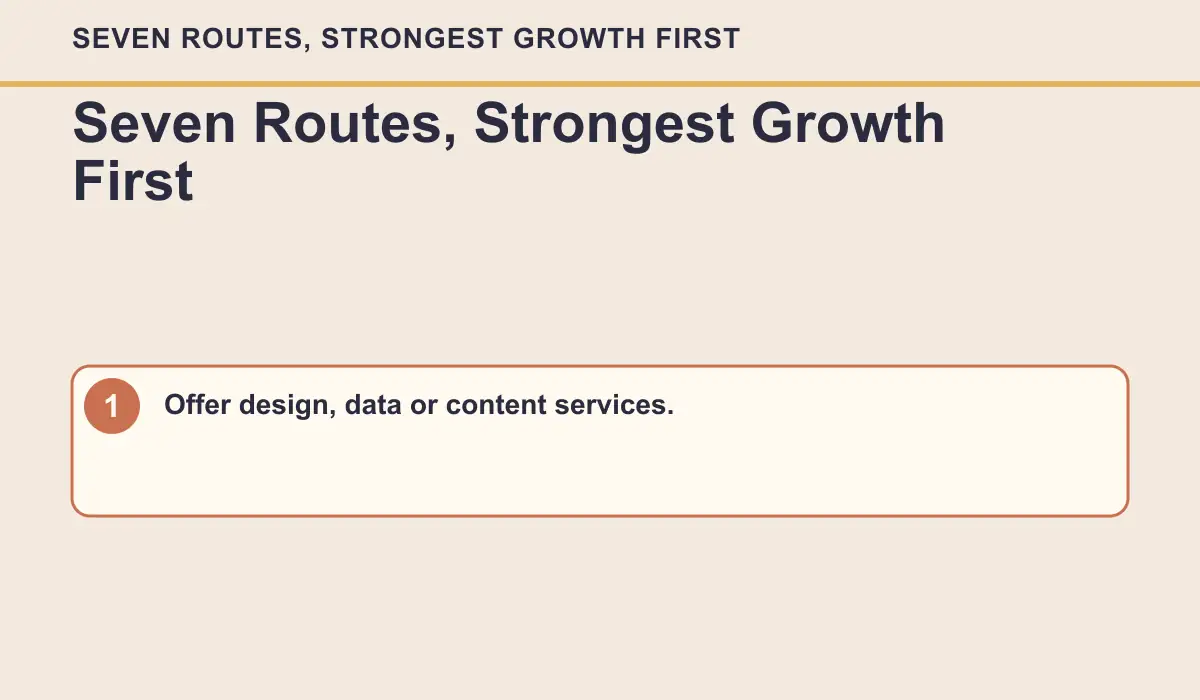 SEVEN ROUTES, STRONGEST GROWTH FIRST
Seven Routes, Strongest Growth
First
1
Offer design, data or content services.